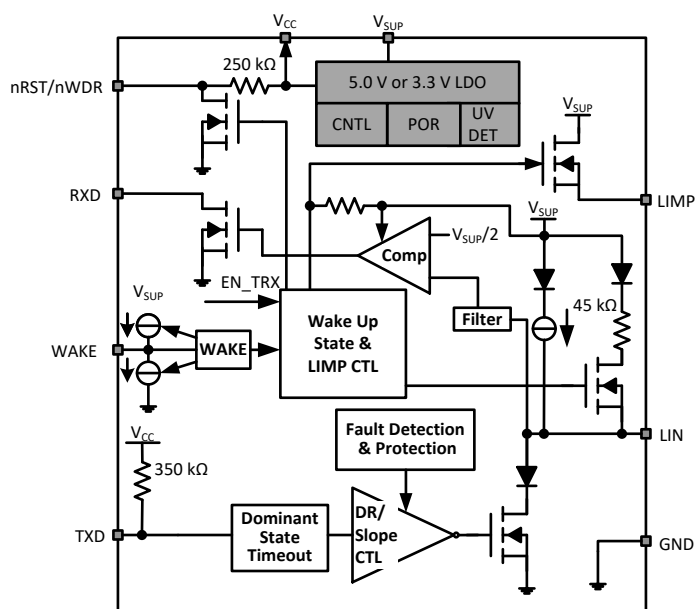 VCC
VSUP
nRST/nWDR
250 kΩ
5.0 V or 3.3 V LDO
CNTL
POR
UV
DET
VSUP
LIMP
RXD
VSUP
VSUP/2
Comp
EN_TRX
VSUP
Filter
45 kΩ
WAKE
WAKE
Wake Up
State &
LIMP CTL
LIN
VCC
Fault Detection
& Protection
350 kΩ
TXD
Dominant
State
Timeout
DR/
Slope
CTL
GND